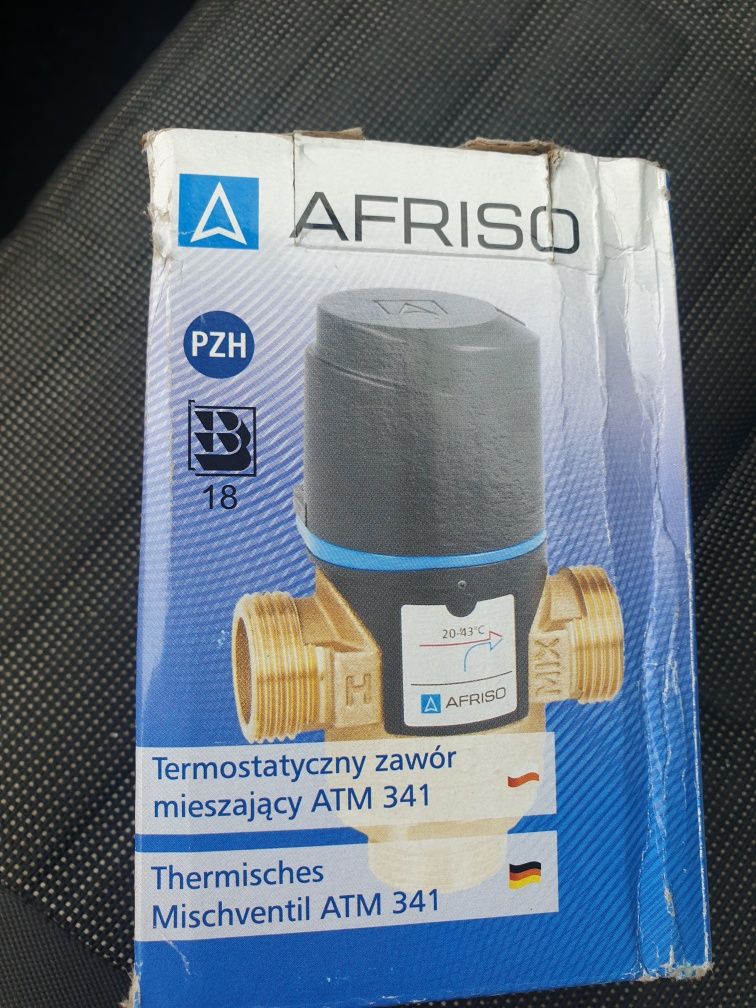 AFRISO
PZH
B
18
20-43°C
H
MIX
AFRISO
Termostatyczny zawór
mieszający ATM 341
Thermisches
Mischventil ATM 341